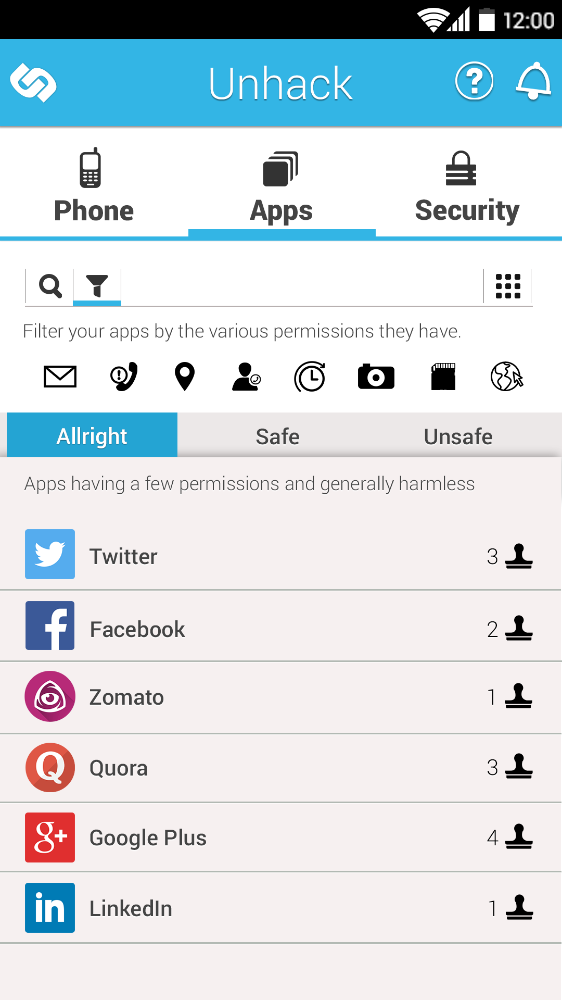 12:00
Unhack
?
Phone Apps Security
Filter your apps by the various permissions they have.
Allright Safe Unsafe
Apps having a few permissions and generally harmless
Twitter 3
f Facebook 2
Zomato 1
Q Quora 3
g+ Google Plus 4
in LinkedIn 1